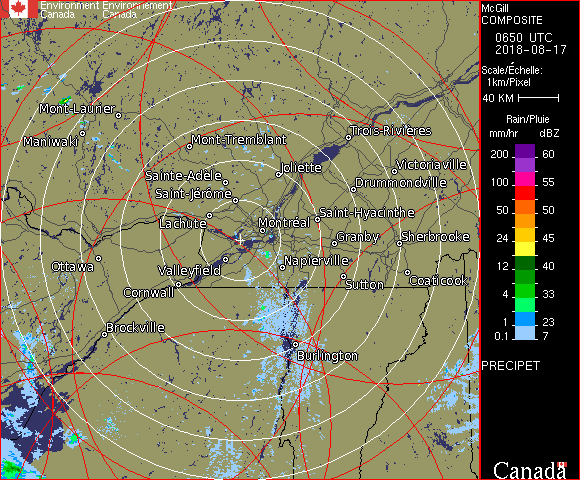 Environment Environnement
Canada Canada
McGill
COMPOSITE
0650 UTC
2018-08-17
Scale/Échelle:
1km/Pixel
40 KM
Rain/Pluie
mm/hr dBZ
200 60
150 57
100 55
50 50
24 45
12 40
4 33
1 23
0.1 7
PRECIPET
Canada
Mont-Laurier
Maniwaki
Mont-Tremblant
Trois-Rivières
Joliette
Victoriaville
Sainte-Adèle
Drummondville
Saint-Jérôme
Saint-Hyacinthe
Lachute
Montréal
Granby
Sherbrooke
Ottawa
Valleyfield
Napierville
Cornwall
Sutton
Coaticook
Brockville
Burlington